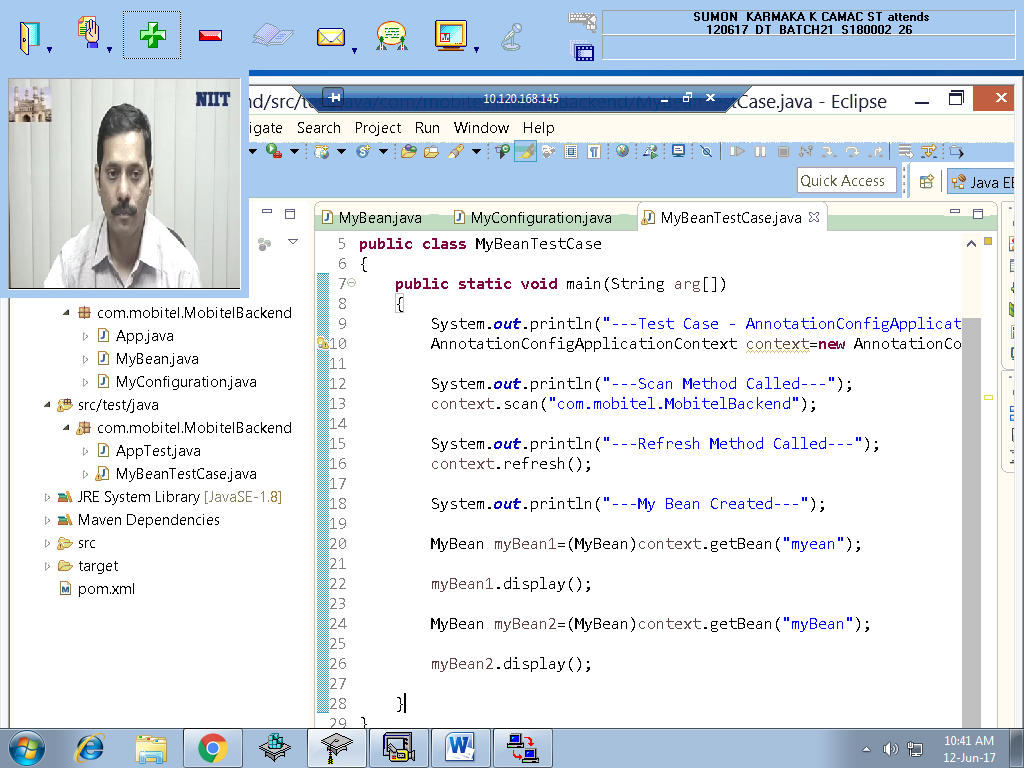 SUMON KARMAKA K CAMAC ST attends
120617_DT_BATCH21_S180002_26
NIIT
nd/src/test/java/com/mobitel/MobitelBackend/MyBeanTestCase.java - Eclipse
10.120.168.145
igate Search Project Run Window Help
Quick Access
Java EE
MyBean.java
MyConfiguration.java
MyBeanTestCase.java
com.mobitel.MobitelBackend
App.java
MyBean.java
MyConfiguration.java
src/test/java
com.mobitel.MobitelBackend
AppTest.java
MyBeanTestCase.java
JRE System Library [JavaSE-1.8]
Maven Dependencies
src
target
pom.xml
5 public class MyBeanTestCase
6 {
7 public static void main(String arg[])
8 {
9 System.out.println("---Test Case - AnnotationConfigApplicat
10 AnnotationConfigApplicationContext context=new AnnotationCo
11
12 System.out.println("---Scan Method Called---");
13 context.scan("com.mobitel.MobitelBackend");
14
15 System.out.println("---Refresh Method Called---");
16 context.refresh();
17
18 System.out.println("---My Bean Created---");
19
20 MyBean myBean1=(MyBean)context.getBean("myean");
21
22 myBean1.display();
23
24 MyBean myBean2=(MyBean)context.getBean("myBean");
25
26 myBean2.display();
27
28 }
29 }
10:41 AM
12-Jun-17